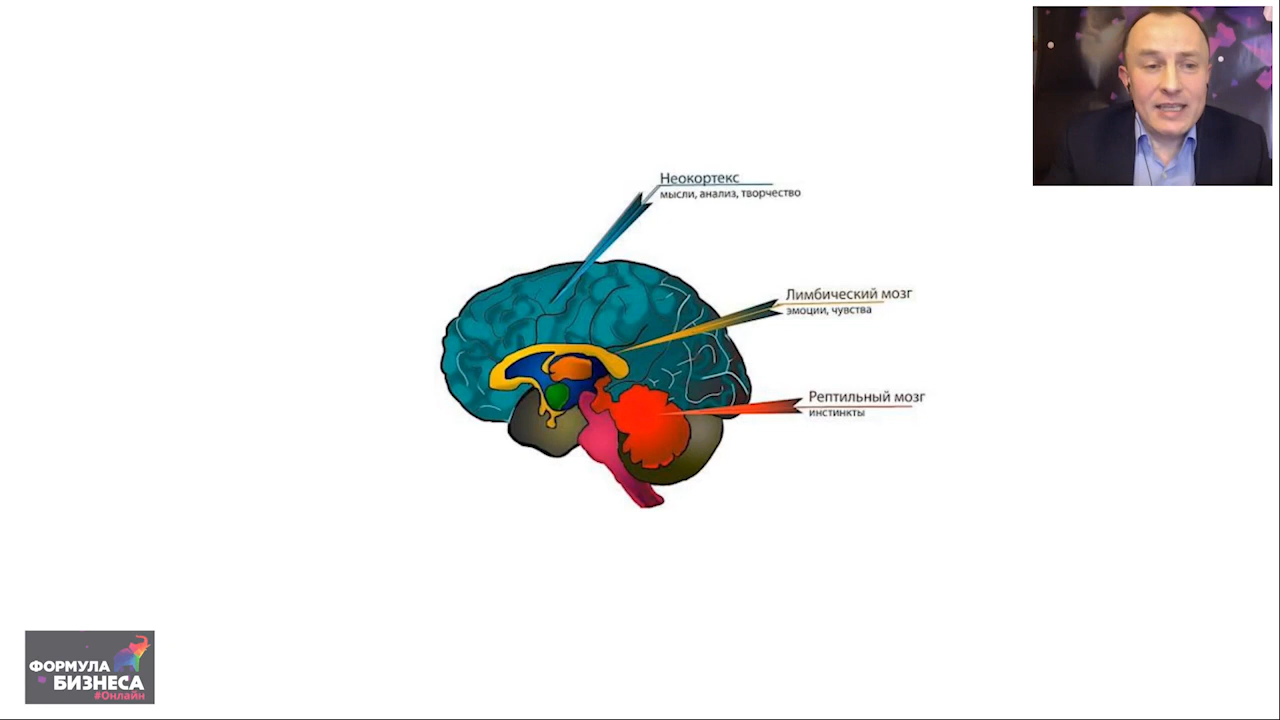 Неокортекс
мысли, анализ, творчество
Лимбический мозг
эмоции, чувства
Рептильный мозг
инстинкты
ФОРМУЛА
БИЗНЕСА
#Онлайн